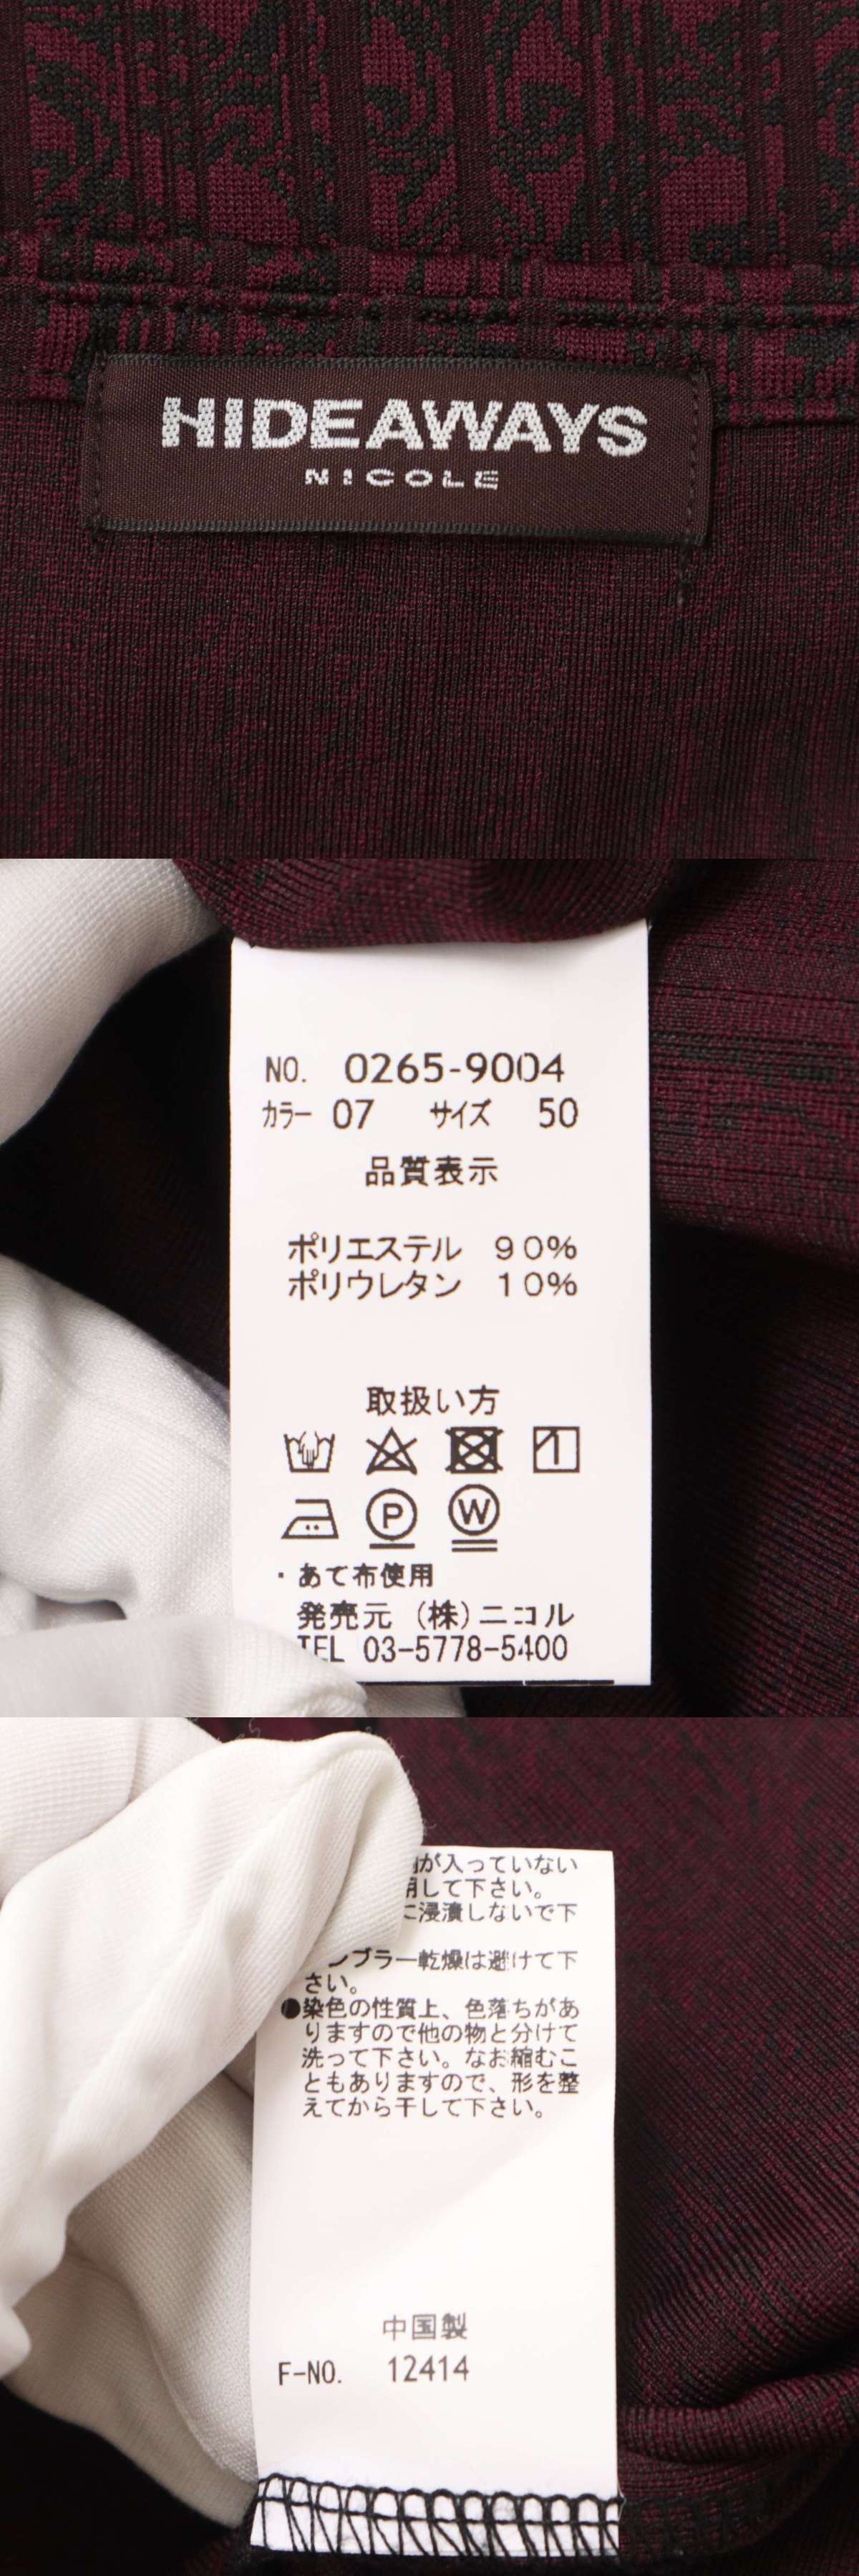 HIDEAWAYS
NICOLE
NO. 0265-9004
カラー 07 サイズ 50
品質表示
ポリエステル 90%
ポリウレタン 10%
取扱い方
P W
・あて布使用
発売元 (株)ニコル
TEL 03-5778-5400
が入っていない
して下さい。
に浸漬しないで下
ンブラー乾燥は避けて下
さい。
●染色の性質上、色落ちがあ
りますので他の物と分けて
洗って下さい。なお縮むこ
ともありますので、形を整
えてから干して下さい。
中国製
F-NO. 12414